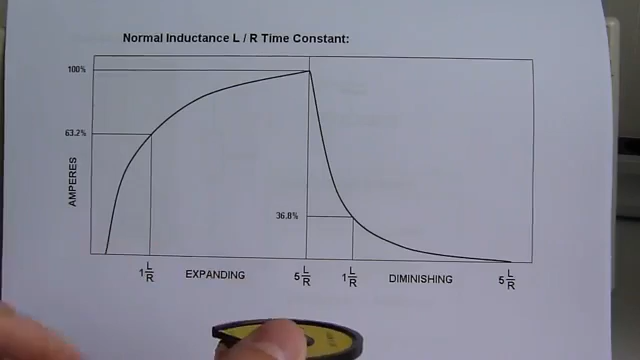 Normal Inductance L / R Time Constant:
100%
63.2%
AMPERES
36.8%
1 L/R
EXPANDING
5 L/R
1 L/R
DIMINISHING
5 L/R